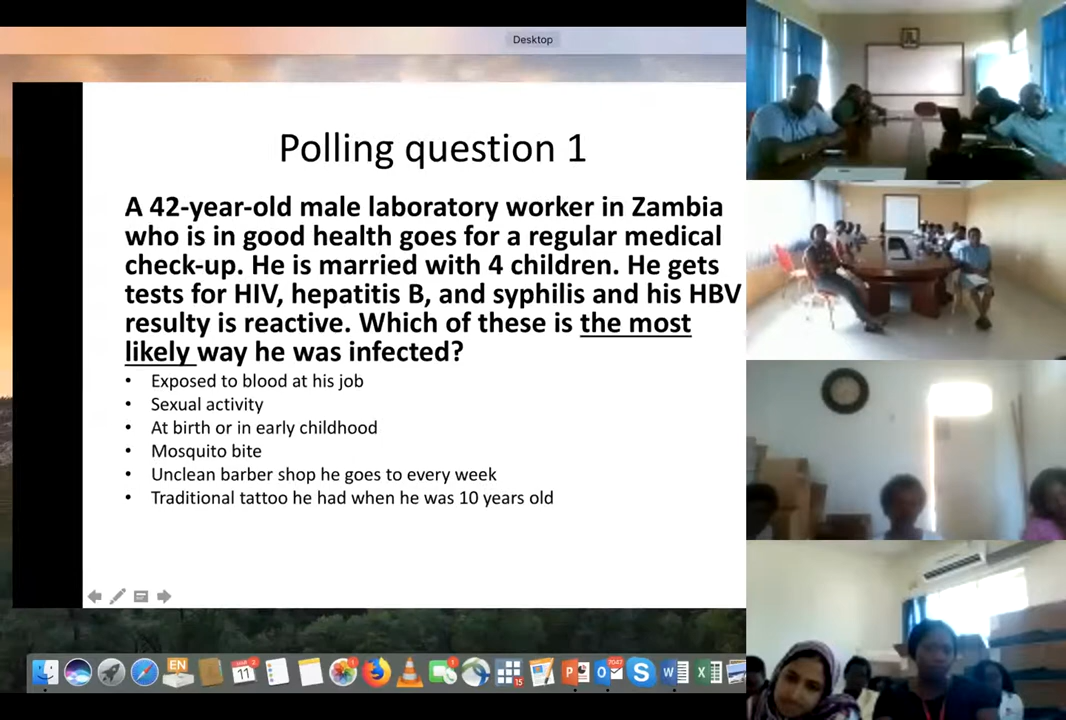 Desktop
Polling question 1
A 42-year-old male laboratory worker in Zambia
who is in good health goes for a regular medical
check-up. He is married with 4 children. He gets
tests for HIV, hepatitis B, and syphilis and his HBV
resulty is reactive. Which of these is the most
likely way he was infected?
• Exposed to blood at his job
• Sexual activity
• At birth or in early childhood
• Mosquito bite
• Unclean barber shop he goes to every week
• Traditional tattoo he had when he was 10 years old
EN
11
15
7047